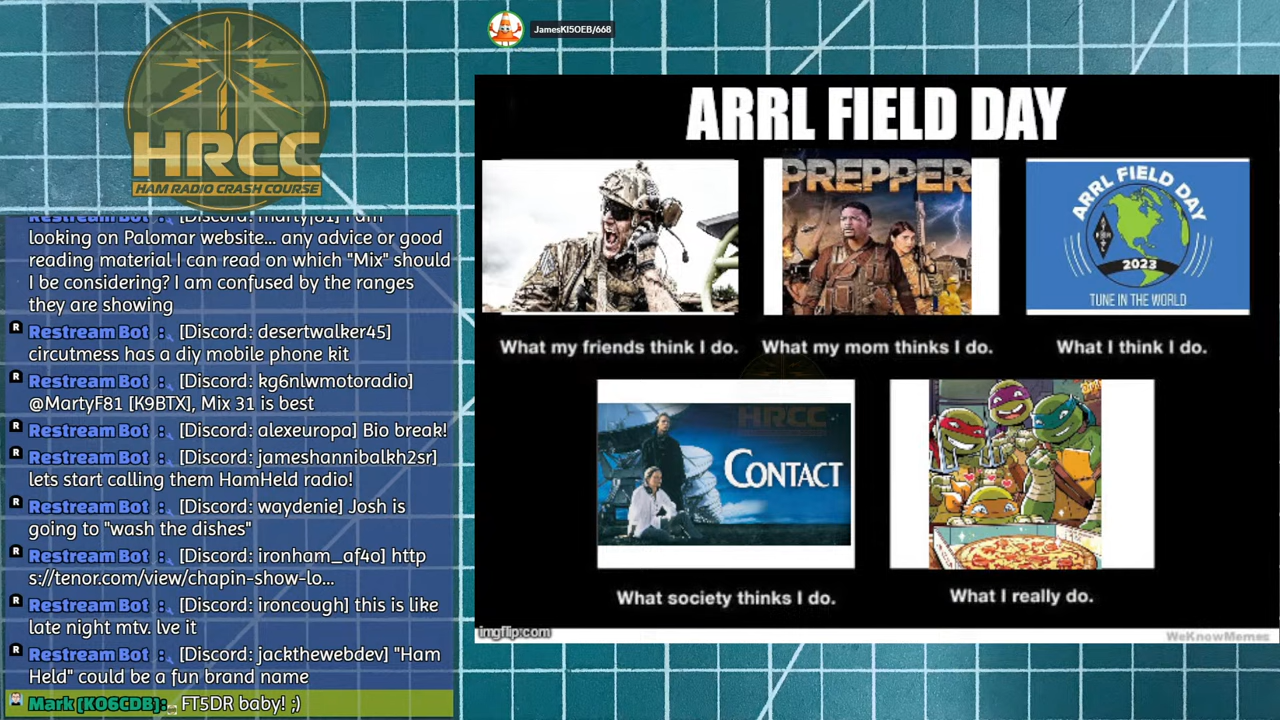 JamesKI5OEB/668
HRCC
HAM RADIO CRASH COURSE
Restream Bot : [Discord: martyf81] I am
looking on Palomar website... any advice or good
reading material I can read on which "Mix" should
I be considering? I am confused by the ranges
they are showing
Restream Bot : [Discord: desertwalker45]
circutmess has a diy mobile phone kit
Restream Bot : [Discord: kg6nlwmotoradio]
@MartyF81 [K9BTX], Mix 31 is best
Restream Bot : [Discord: alexeuropa] Bio break!
Restream Bot : [Discord: jameshannibalkh2sr]
lets start calling them HamHeld radio!
Restream Bot : [Discord: waydenie] Josh is
going to "wash the dishes"
Restream Bot : [Discord: ironham_af4o] http
s://tenor.com/view/chapin-show-lo...
Restream Bot : [Discord: ironcough] this is like
late night mtv. lve it
Restream Bot : [Discord: jackthewebdev] "Ham
Held" could be a fun brand name
Mark (KO6CDB): FT5DR baby! ;)
ARRL FIELD DAY
PREPPER
ARRL FIELD DAY
2023
TUNE IN THE WORLD
What my friends think I do.
What my mom thinks I do.
What I think I do.
HRCC
CONTACT
What society thinks I do.
What I really do.
imgflip.com
WeKnowMemes